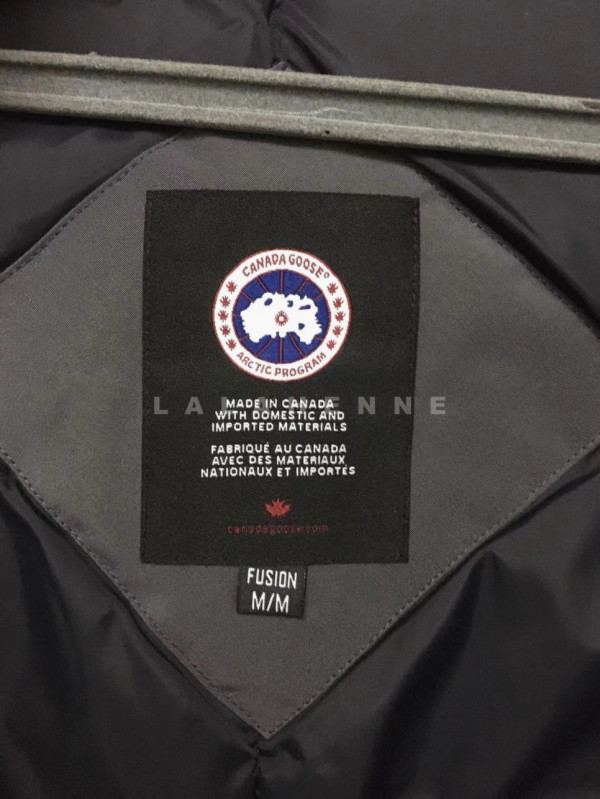 CANADA GOOSE®
ARCTIC PROGRAM
MADE IN CANADA
WITH DOMESTIC AND
IMPORTED MATERIALS
FABRIQUÉ AU CANADA
AVEC DES MATERIAUX
NATIONAUX ET IMPORTÉS
canadagoose.com
FUSION
M/M